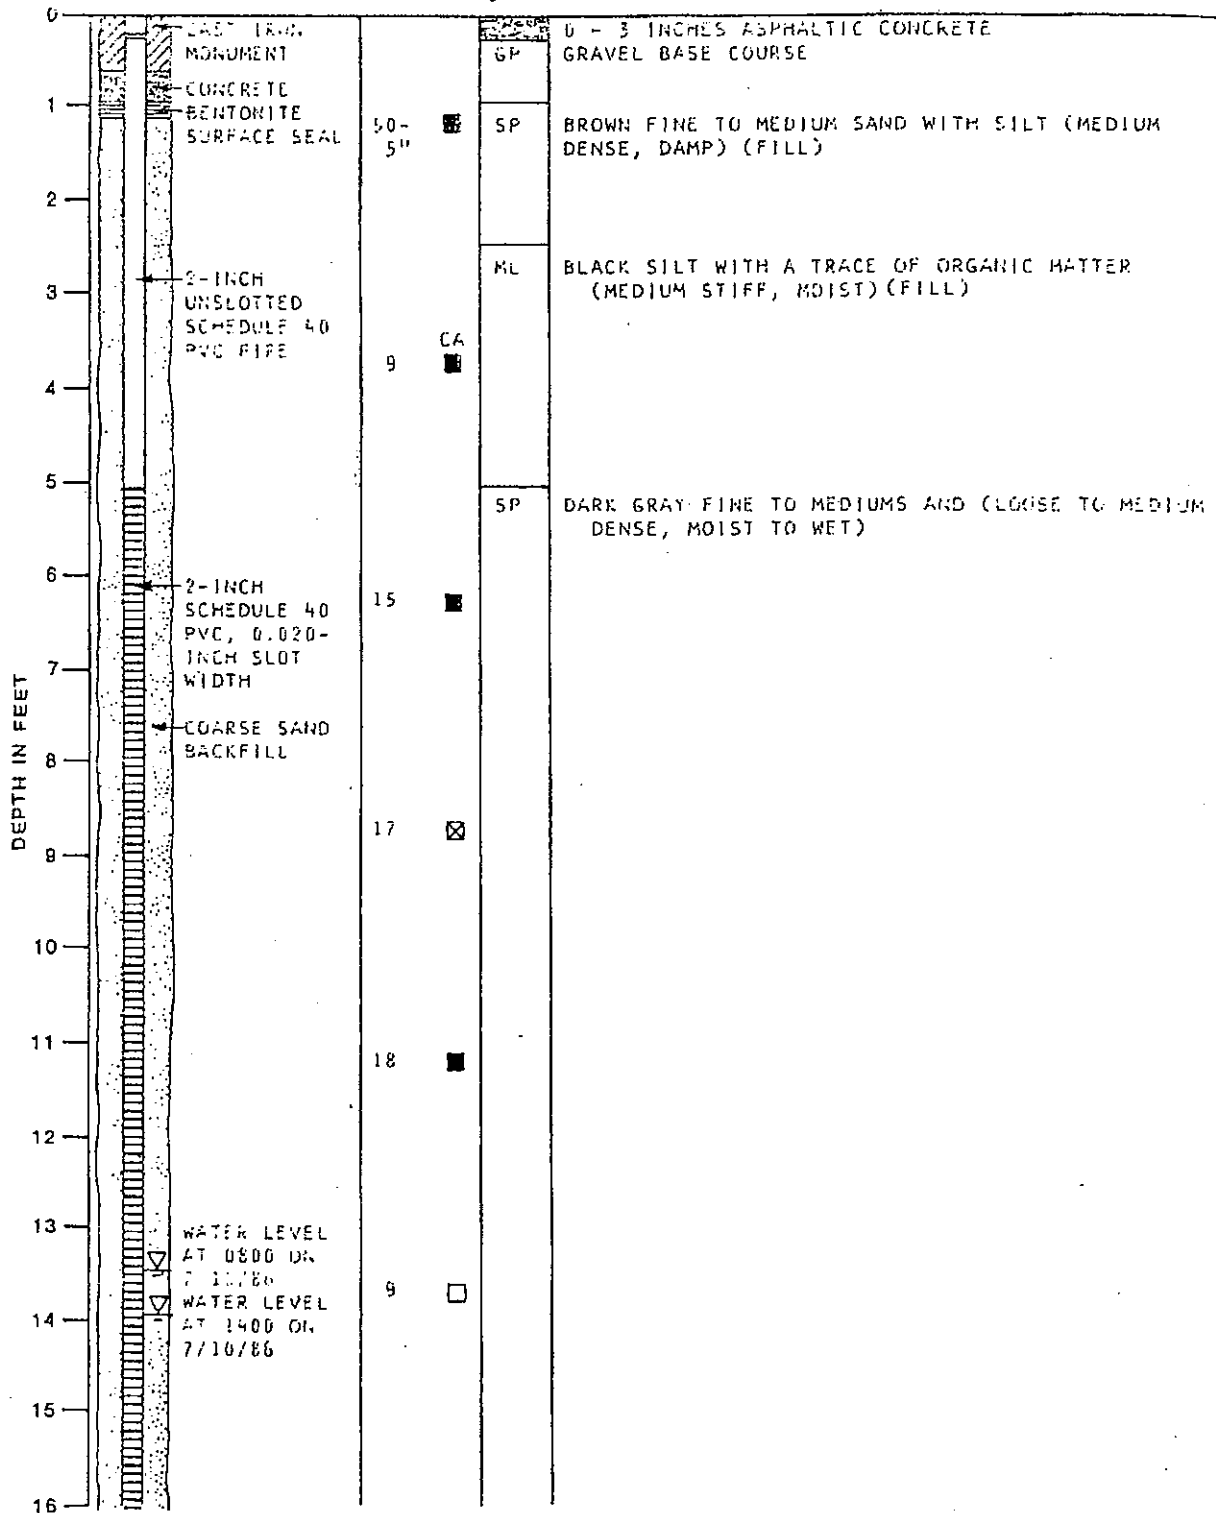 0
CAST IRON
MONUMENT
CONCRETE
BENTONITE
SURFACE SEAL
1
2
2-INCH
UNSLOTTED
SCHEDULE 40
PVC PIPE
3
4
5
6
2-INCH
SCHEDULE 40
PVC, 0.020-
INCH SLOT
WIDTH
7
COARSE SAND
BACKFILL
8
DEPTH IN FEET
9
10
11
12
13
WATER LEVEL
AT 0800 ON
WATER LEVEL
AT 1400 ON
7/10/86
14
15
16
50-
5"
CA
9
15
17
18
9
0 - 3 INCHES ASPHALTIC CONCRETE
GP GRAVEL BASE COURSE
SP BROWN FINE TO MEDIUM SAND WITH SILT (MEDIUM
DENSE, DAMP) (FILL)
ML BLACK SILT WITH A TRACE OF ORGANIC MATTER
(MEDIUM STIFF, MOIST) (FILL)
SP DARK GRAY FINE TO MEDIUMS AND (LOOSE TO MEDIUM
DENSE, MOIST TO WET)